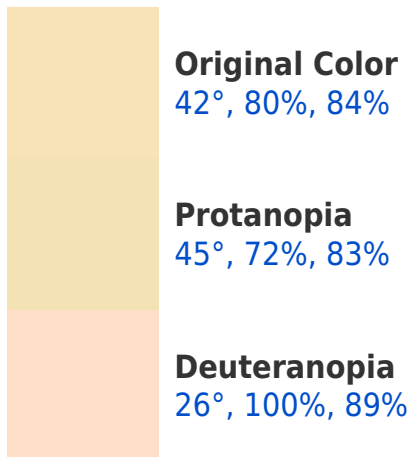 Original Color
42°, 80%, 84%
Protanopia
45°, 72%, 83%
Deuteranopia
26°, 100%, 89%